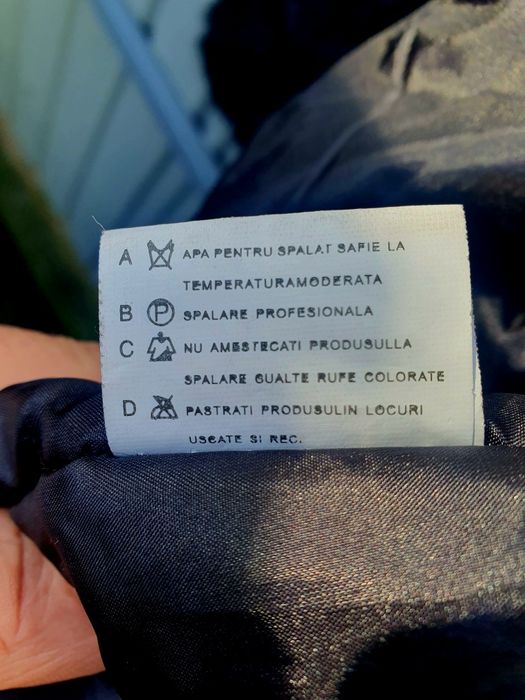 A APA PENTRU SPALAT SAFIE LA
TEMPERATURAMODERATA
B P SPALARE PROFESIONALA
C NU AMESTECATI PRODUSULLA
SPALARE GUALTE RUFE COLORATE
D PASTRATI PRODUSULIN LOCURI
USCATE SI REC.